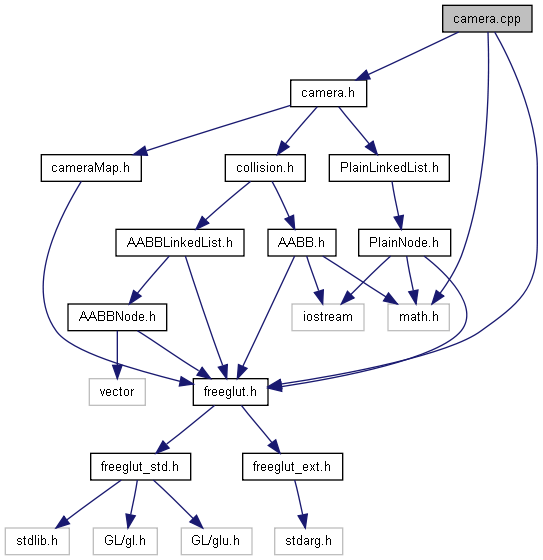 camera.cpp
camera.h
cameraMap.h
collision.h
PlainLinkedList.h
AABBLinkedList.h
AABB.h
PlainNode.h
AABBNode.h
iostream
math.h
vector
freeglut.h
freeglut_std.h
freeglut_ext.h
stdlib.h
GL/gl.h
GL/glu.h
stdarg.h